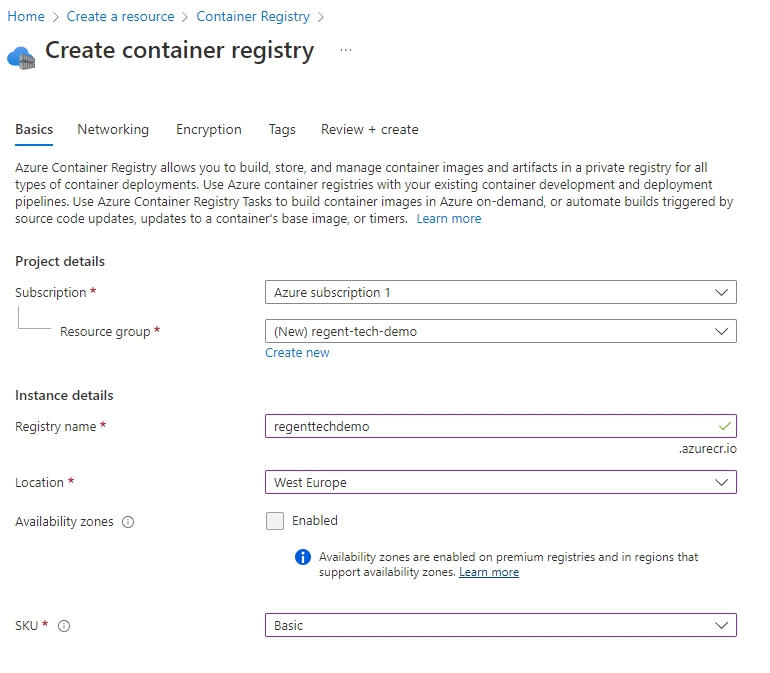 Home > Create a resource > Container Registry >
Create container registry ...
Basics Networking Encryption Tags Review + create
Azure Container Registry allows you to build, store, and manage container images and artifacts in a private registry for all
types of container deployments. Use Azure container registries with your existing container development and deployment
pipelines. Use Azure Container Registry Tasks to build container images in Azure on-demand, or automate builds triggered by
source code updates, updates to a container's base image, or timers. Learn more
Project details
Subscription * Azure subscription 1
Resource group * (New) regent-tech-demo
Create new
Instance details
Registry name * regenttechdemo
.azurecr.io
Location * West Europe
Availability zones Enabled
Availability zones are enabled on premium registries and in regions that
support availability zones. Learn more
SKU * Basic